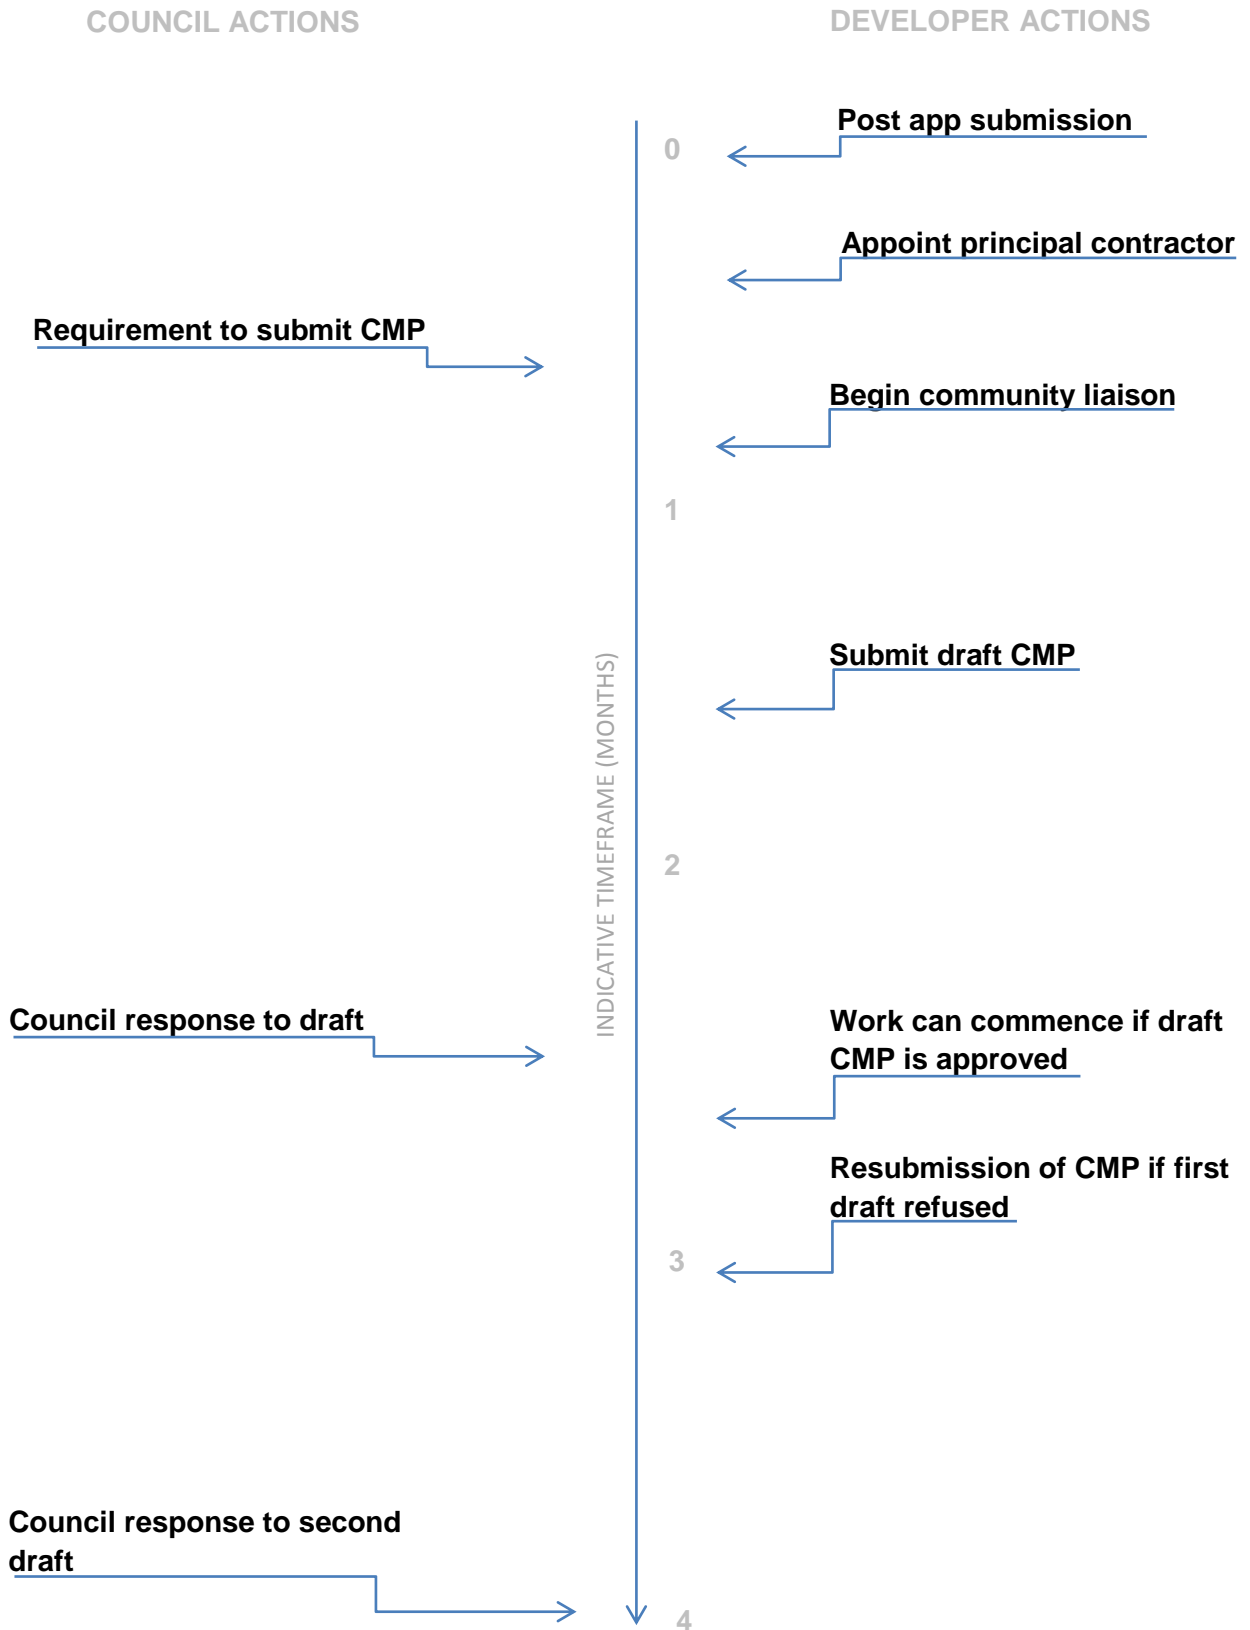 COUNCIL ACTIONS
DEVELOPER ACTIONS
Post app submission
0
Appoint principal contractor
Requirement to submit CMP
Begin community liaison
1
Submit draft CMP
INDICATIVE TIMEFRAME (MONTHS)
2
Council response to draft
Work can commence if draft
CMP is approved
Resubmission of CMP if first
draft refused
3
Council response to second
draft
4